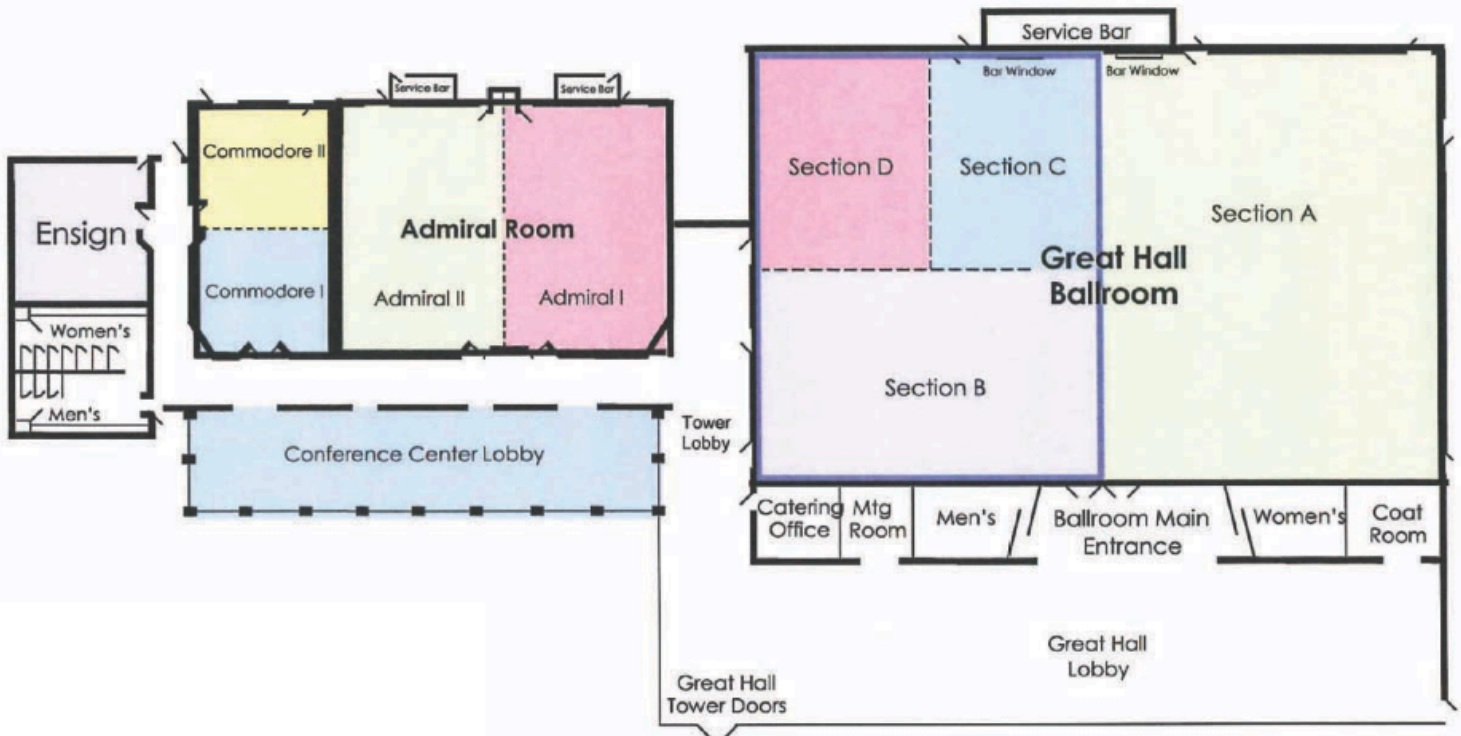 Service Bar
Bar Window
Bar Window
Service Bar
Service Bar
Commodore II
Section D
Section C
Section A
Ensign
Admiral Room
Great Hall
Ballroom
Commodore I
Admiral II
Admiral I
Women's
Men's
Section B
Conference Center Lobby
Tower
Lobby
Catering
Office
Mtg
Room
Men's
Ballroom Main
Entrance
Women's
Coat
Room
Great Hall
Lobby
Great Hall
Tower Doors